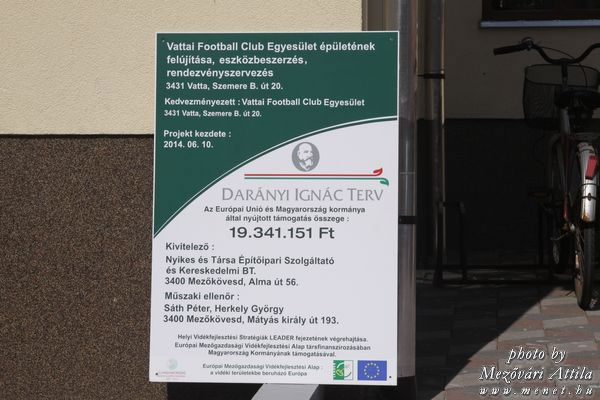 Vattai Football Club Egyesület épületének
felújítása, eszközbeszerzés,
rendezvényszervezés
3431 Vatta, Szemere B. út 20.
Kedvezményezett : Vattai Football Club Egyesület
3431 Vatta, Szemere B. út 20.
Projekt kezdete :
2014. 06. 10.
DARÁNYI IGNÁC TERV
Az Európai Unió és Magyarország kormánya
által nyújtott támogatás összege :
19.341.151 Ft
Kivitelező :
Nyikes és Társa Építőipari Szolgáltató
és Kereskedelmi BT.
3400 Mezőkövesd, Alma út 56.
Műszaki ellenőr :
Sáth Péter, Herkely György
3400 Mezőkövesd, Mátyás király út 193.
Helyi Vidékfejlesztési Stratégiák LEADER fejezetének végrehajtása.
Európai Mezőgazdasági Vidékfejlesztési Alap társfinanszírozásában
Magyarország Kormányának támogatásával.
Európai Mezőgazdasági Vidékfejlesztési Alap :
a vidéki területekbe beruházó Európa
photo by
Mezővári Attila
www.menet.hu